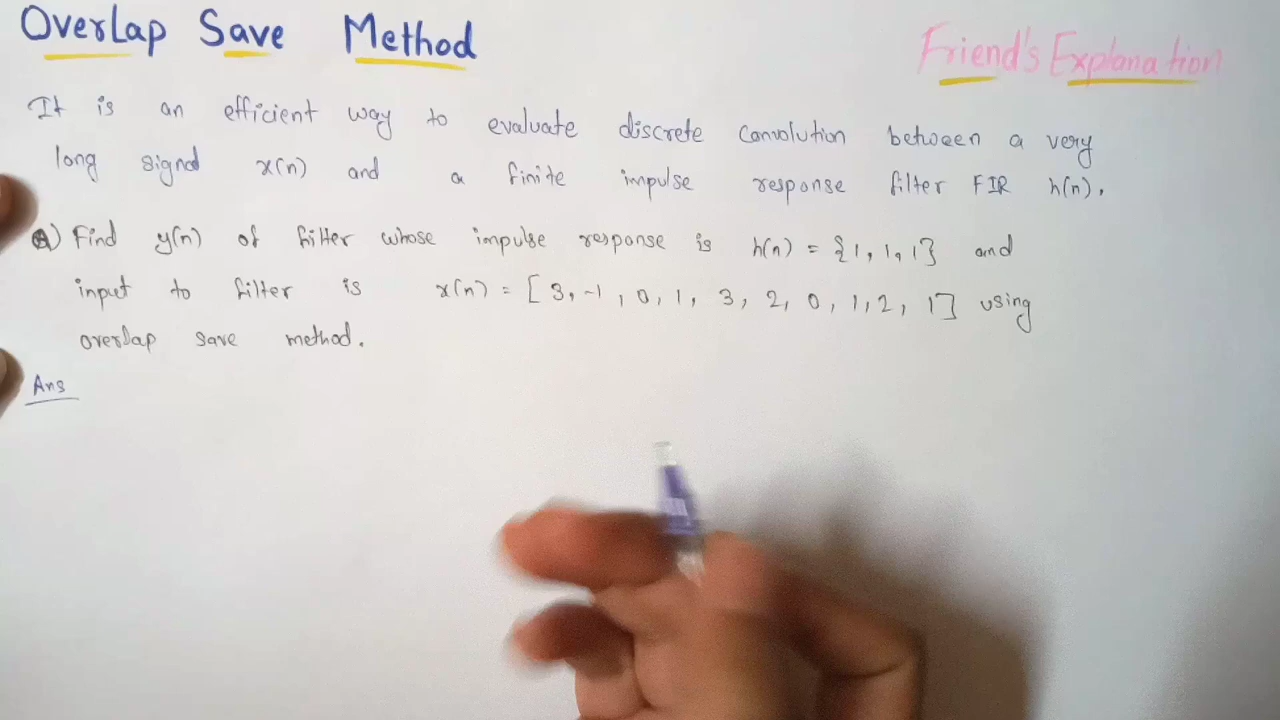 Overlap Save Method
Friend's Explanation
It is an efficient way to evaluate discrete convolution between a very
long signal x(n) and a finite impulse response filter FIR h(n).
Q) Find y(n) of filter whose impulse response is h(n) = {1, 1, 1} and
input to filter is x(n) = [3, -1, 0, 1, 3, 2, 0, 1, 2, 1] using
overlap save method.
Ans